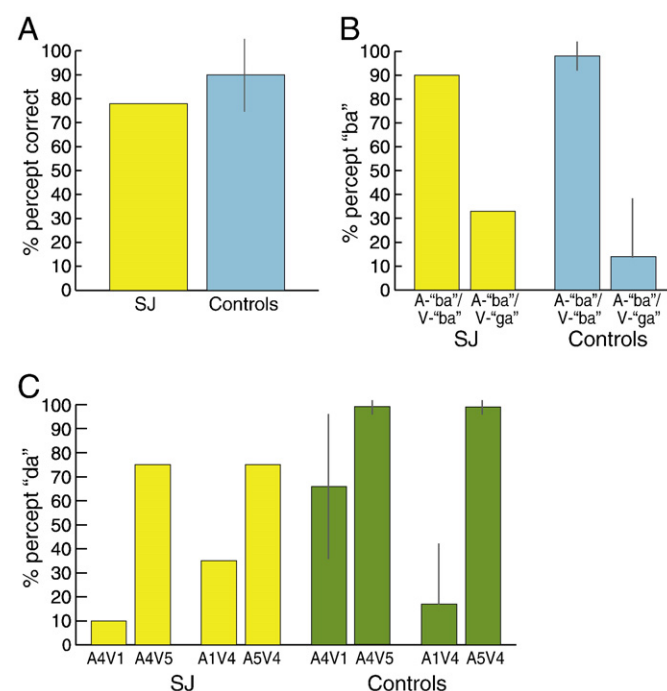 A
% percept correct
100
90
80
70
60
50
40
30
20
10
0
SJ Controls
B
% percept “ba”
100
90
80
70
60
50
40
30
20
10
0
A-“ba”/ A-“ba”/ A-“ba”/ A-“ba”/
V-“ba” V-“ga” V-“ba” V-“ga”
SJ Controls
C
% percept “da”
100
90
80
70
60
50
40
30
20
10
0
A4V1 A4V5 A1V4 A5V4 A4V1 A4V5 A1V4 A5V4
SJ Controls